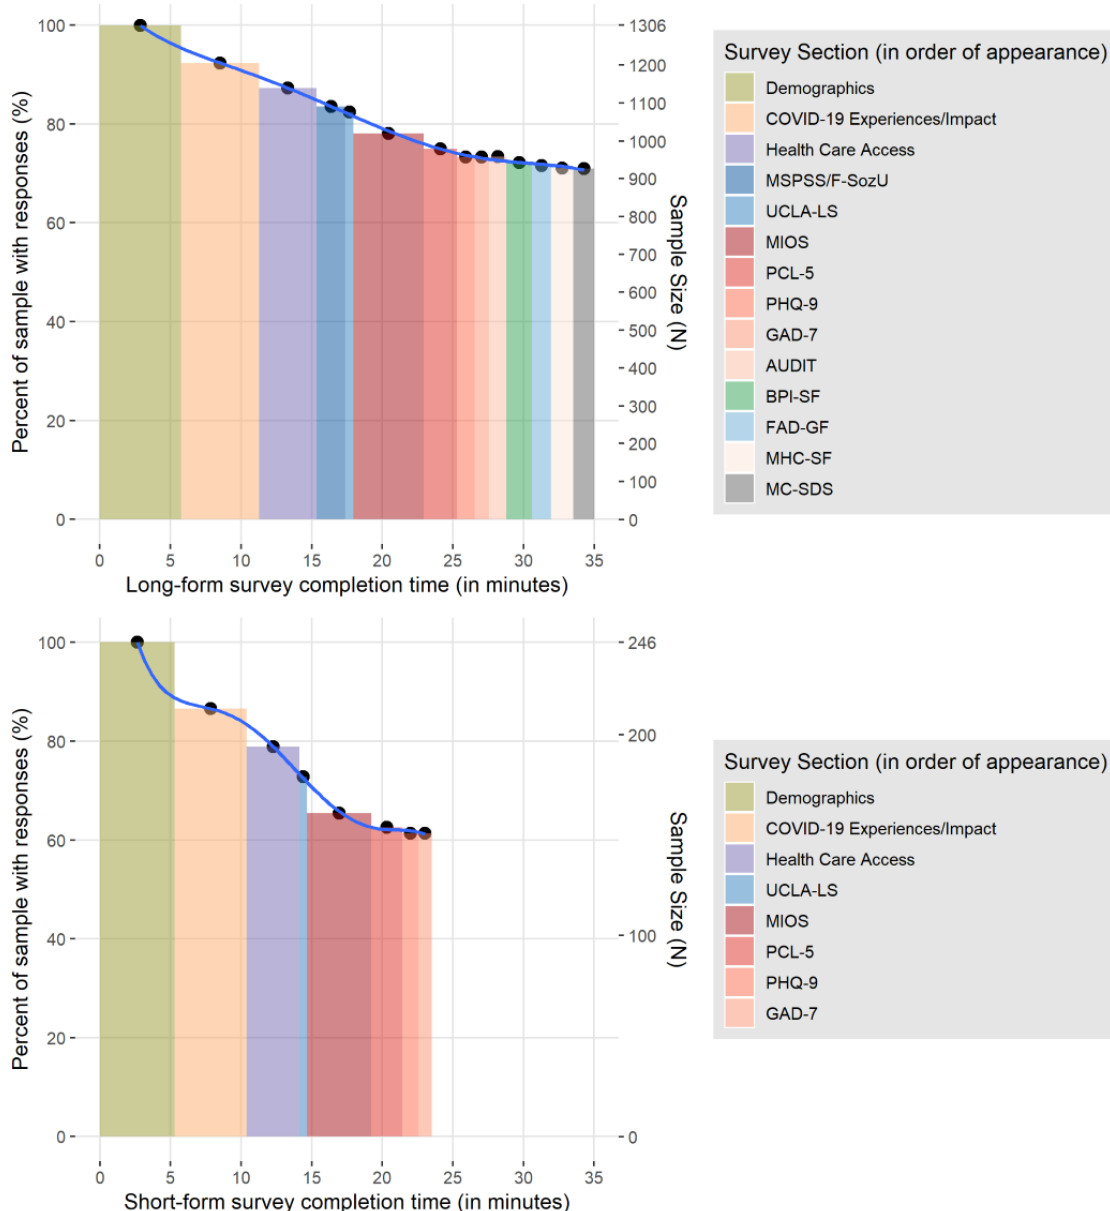 100
80
60
40
20
0
Percent of sample with responses (%)
1306
1200
1100
1000
900
800
700
600
500
400
300
200
100
0
Sample Size (N)
0 5 10 15 20 25 30 35
Long-form survey completion time (in minutes)
Survey Section (in order of appearance)
Demographics
COVID-19 Experiences/Impact
Health Care Access
MSPSS/F-SozU
UCLA-LS
MIOS
PCL-5
PHQ-9
GAD-7
AUDIT
BPI-SF
FAD-GF
MHC-SF
MC-SDS
100
80
60
40
20
0
Percent of sample with responses (%)
246
200
100
0
Sample Size (N)
0 5 10 15 20 25 30 35
Short-form survey completion time (in minutes)
Survey Section (in order of appearance)
Demographics
COVID-19 Experiences/Impact
Health Care Access
UCLA-LS
MIOS
PCL-5
PHQ-9
GAD-7